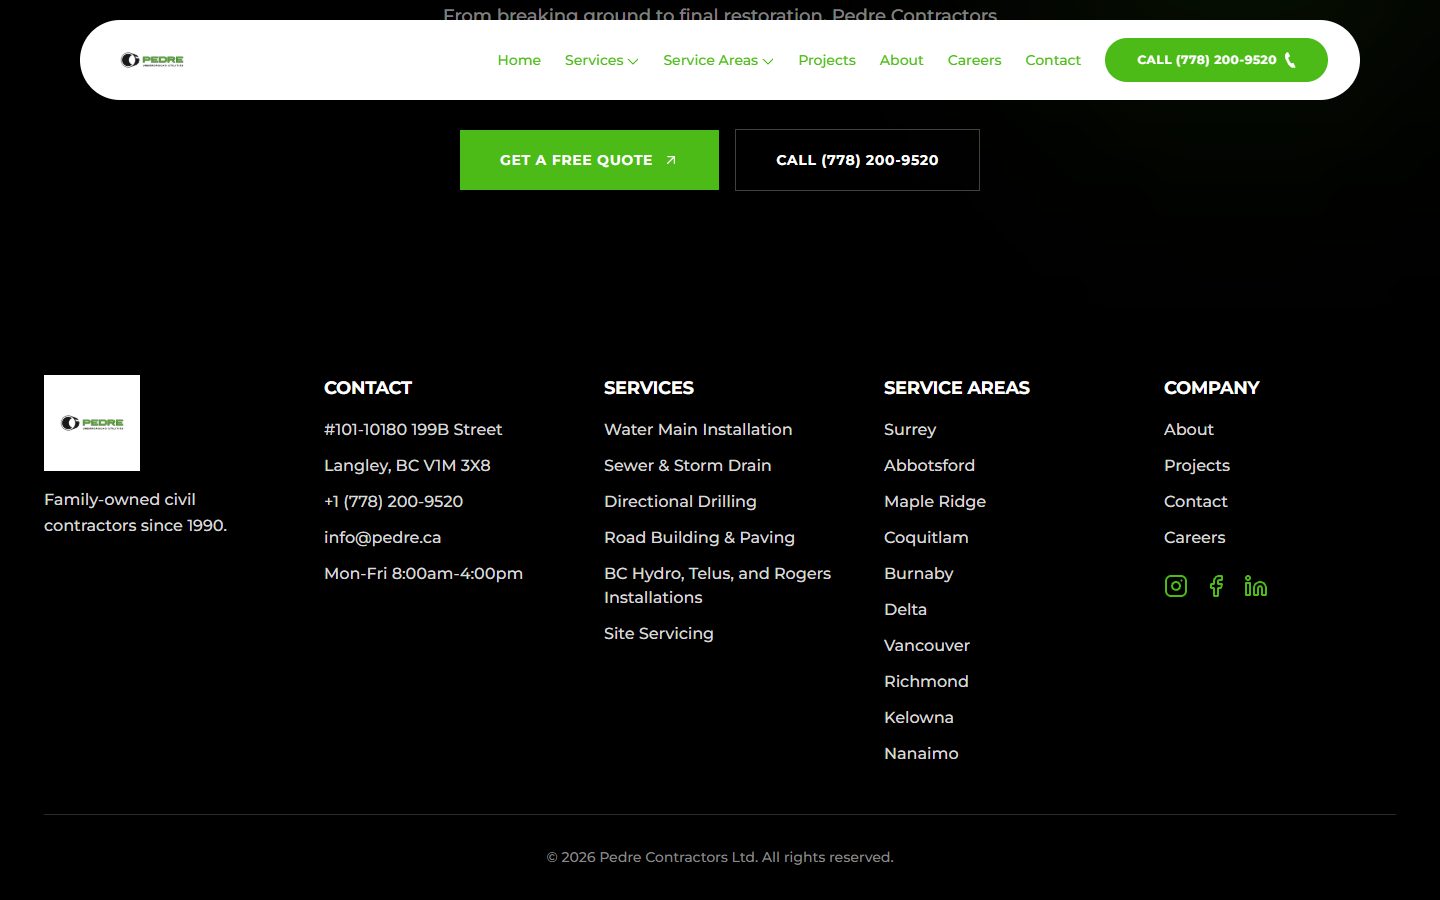 From breaking ground to final restoration, Pedre Contractors
PEDRE
UNDERGROUND UTILITIES
Home
Services
Service Areas
Projects
About
Careers
Contact
CALL (778) 200-9520
GET A FREE QUOTE
CALL (778) 200-9520
PEDRE
UNDERGROUND UTILITIES
Family-owned civil
contractors since 1990.
CONTACT
#101-10180 199B Street
Langley, BC V1M 3X8
+1 (778) 200-9520
info@pedre.ca
Mon-Fri 8:00am-4:00pm
SERVICES
Water Main Installation
Sewer & Storm Drain
Directional Drilling
Road Building & Paving
BC Hydro, Telus, and Rogers
Installations
Site Servicing
SERVICE AREAS
Surrey
Abbotsford
Maple Ridge
Coquitlam
Burnaby
Delta
Vancouver
Richmond
Kelowna
Nanaimo
COMPANY
About
Projects
Contact
Careers
© 2026 Pedre Contractors Ltd. All rights reserved.